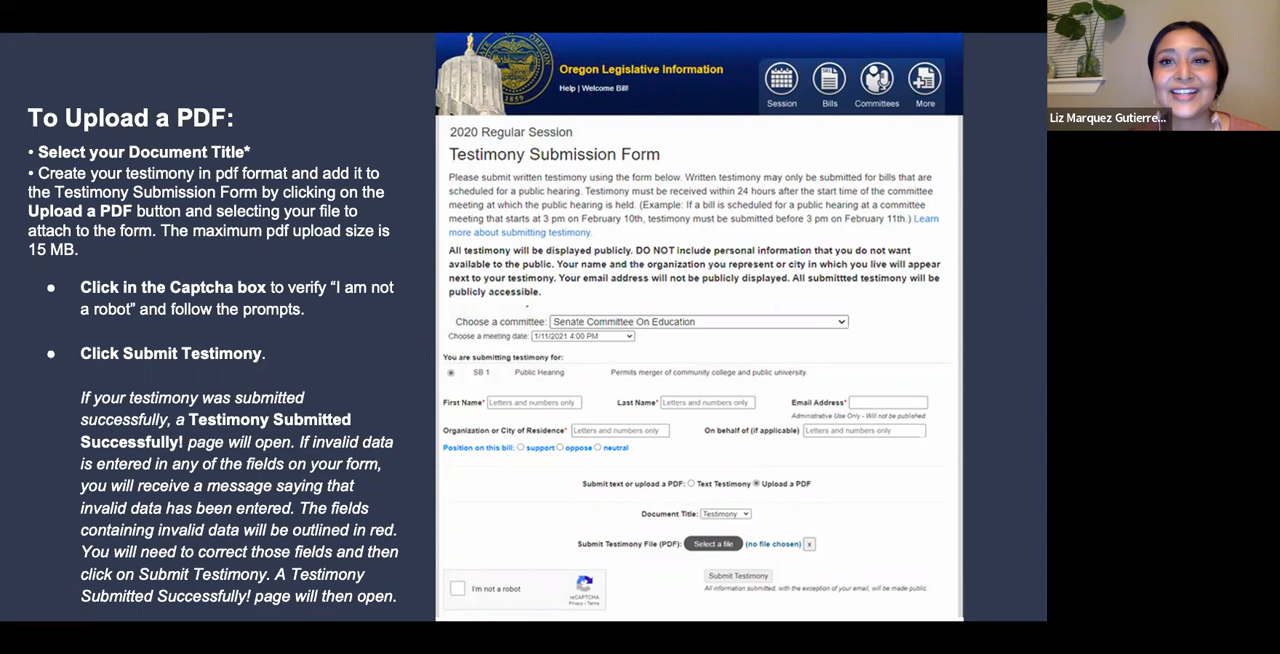 To Upload a PDF:
• Select your Document Title*
• Create your testimony in pdf format and add it to
the Testimony Submission Form by clicking on the
Upload a PDF button and selecting your file to
attach to the form. The maximum pdf upload size is
15 MB.
● Click in the Captcha box to verify “I am not
a robot” and follow the prompts.
● Click Submit Testimony.
If your testimony was submitted
successfully, a Testimony Submitted
Successfully! page will open. If invalid data
is entered in any of the fields on your form,
you will receive a message saying that
invalid data has been entered. The fields
containing invalid data will be outlined in red.
You will need to correct those fields and then
click on Submit Testimony. A Testimony
Submitted Successfully! page will then open.
OREGON
1859
Oregon Legislative Information
Help | Welcome Bill!
Session Bills Committees More
2020 Regular Session
Testimony Submission Form
Please submit written testimony using the form below. Written testimony may only be submitted for bills that are
scheduled for a public hearing. Testimony must be received within 24 hours after the start time of the committee
meeting at which the public hearing is held. (Example: If a bill is scheduled for a public hearing at a committee
meeting that starts at 3 pm on February 10th, testimony must be submitted before 3 pm on February 11th.) Learn
more about submitting testimony.
All testimony will be displayed publicly. DO NOT include personal information that you do not want
available to the public. Your name and the organization you represent or city in which you live will appear
next to your testimony. Your email address will not be publicly displayed. All submittted testimony will be
publicly accessible.
Choose a committee: Senate Committee On Education
Choose a meeting date: 1/11/2021 4:00 PM
You are submitting testimony for:
SB 1 Public Hearing Permits merger of community college and public university.
First Name* Letters and numbers only Last Name* Letters and numbers only Email Address*
Administrative Use Only - Will not be published
Organization or City of Residence* Letters and numbers only On behalf of (if applicable) Letters and numbers only
Position on this bill: support oppose neutral
Submit text or upload a PDF: Text Testimony Upload a PDF
Document Title: Testimony
Submit Testimony File (PDF): Select a file (no file chosen) x
I'm not a robot
reCAPTCHA
Privacy - Terms
Submit Testimony
All information submitted, with the exception of your email, will be made public.
Liz Marquez Gutierre...